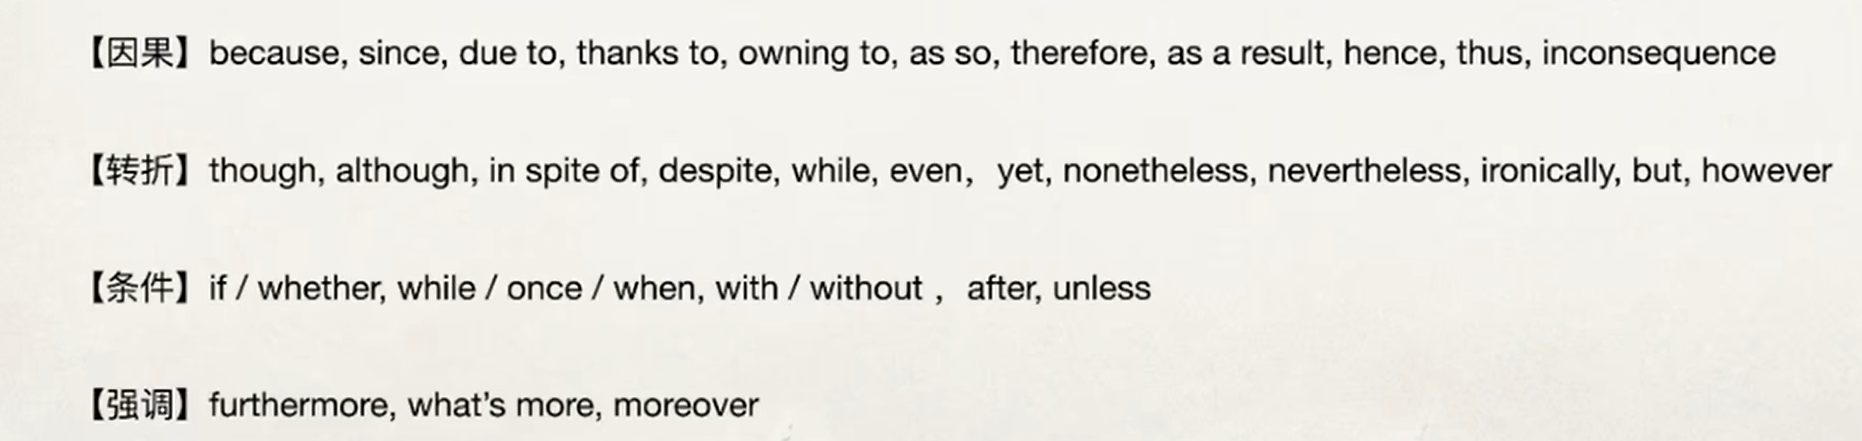 【因果】because, since, due to, thanks to, owning to, as so, therefore, as a result, hence, thus, inconsequence
【转折】though, although, in spite of, despite, while, even， yet, nonetheless, nevertheless, ironically, but, however
【条件】if / whether, while / once / when, with / without ， after, unless
【强调】furthermore, what’s more, moreover